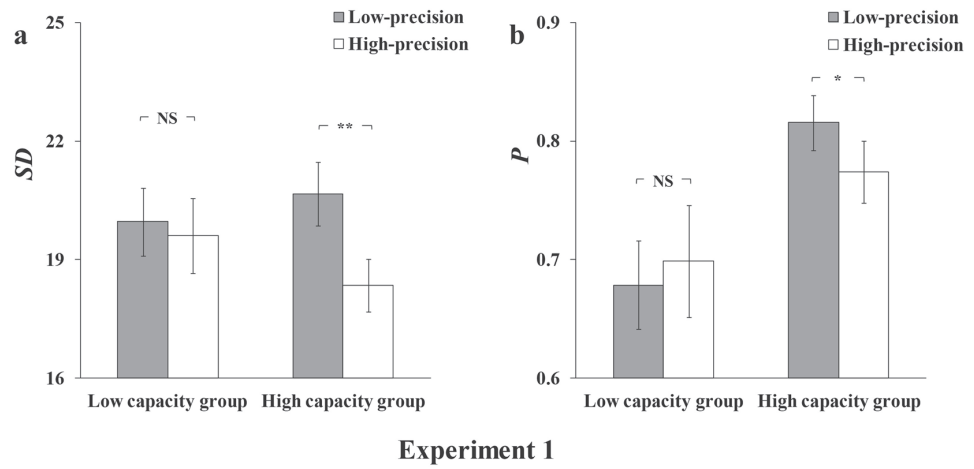 a
25
22
19
16
SD
Low-precision
High-precision
NS
**
Low capacity group
High capacity group
b
0.9
0.8
0.7
0.6
P
Low-precision
High-precision
NS
*
Low capacity group
High capacity group
Experiment 1